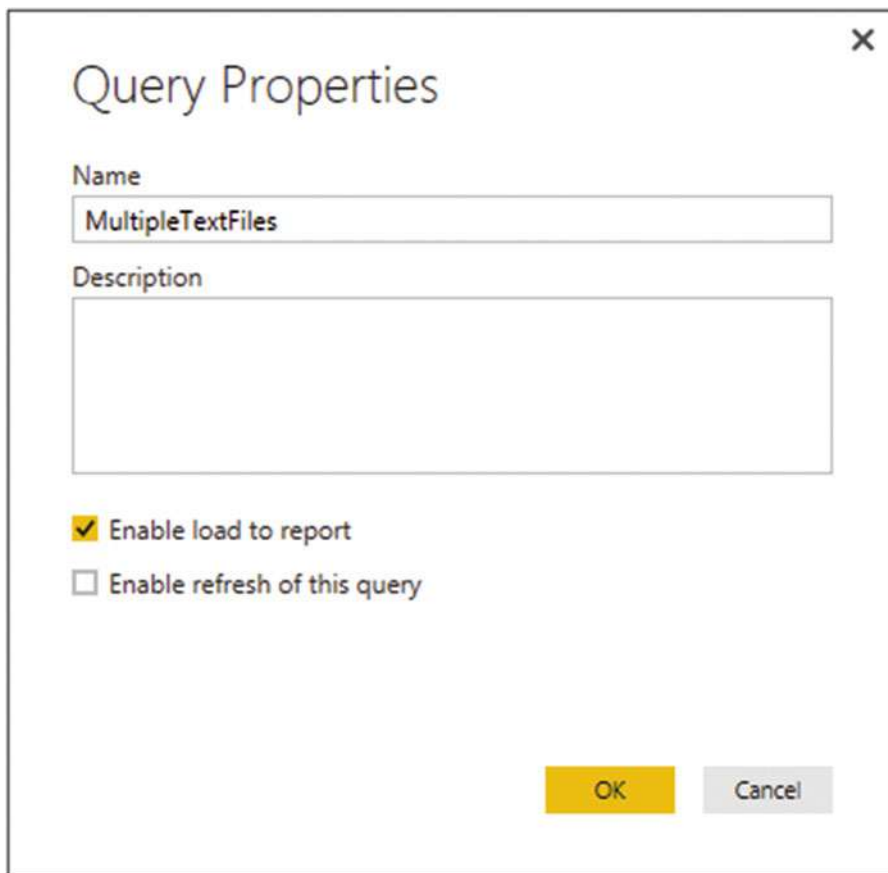 Query Properties
Name
MultipleTextFiles
Description
Enable load to report
Enable refresh of this query
OK
Cancel